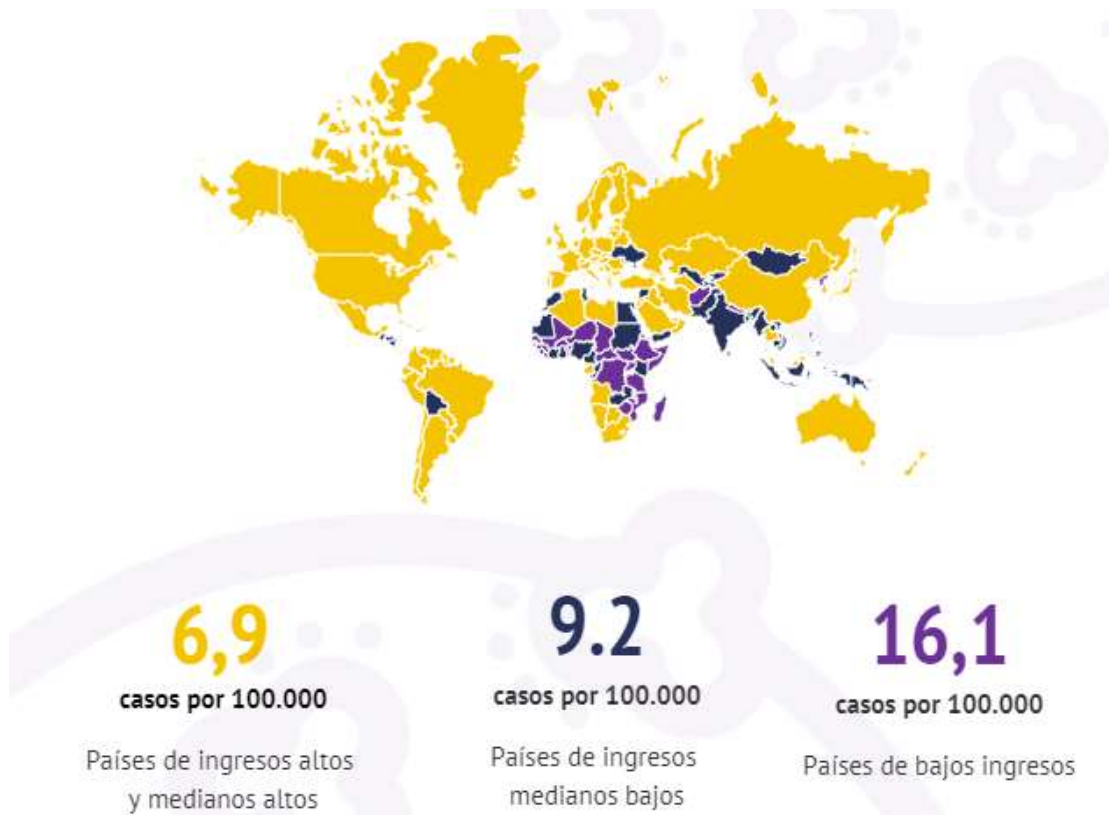 6,9
casos por 100.000
Países de ingresos altos
y medianos altos
9.2
casos por 100.000
Países de ingresos
medianos bajos
16,1
casos por 100.000
Países de bajos ingresos